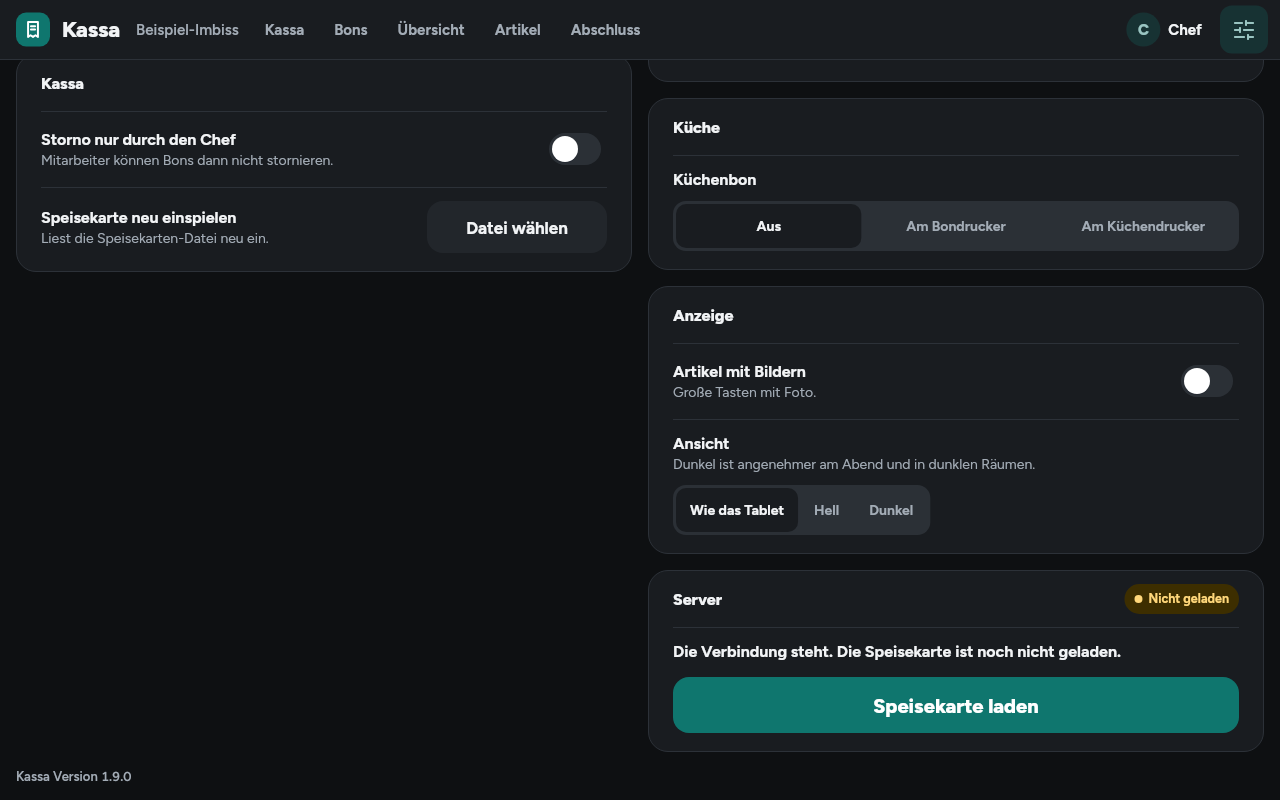 Kassa Beispiel-Imbiss Kassa Bons Übersicht Artikel Abschluss C Chef
Kassa
Storno nur durch den Chef
Mitarbeiter können Bons dann nicht stornieren.
Speisekarte neu einspielen
Liest die Speisekarten-Datei neu ein.
Datei wählen
Küche
Küchenbon
Aus Am Bondrucker Am Küchendrucker
Anzeige
Artikel mit Bildern
Große Tasten mit Foto.
Ansicht
Dunkel ist angenehmer am Abend und in dunklen Räumen.
Wie das Tablet Hell Dunkel
Server Nicht geladen
Die Verbindung steht. Die Speisekarte ist noch nicht geladen.
Speisekarte laden
Kassa Version 1.9.0